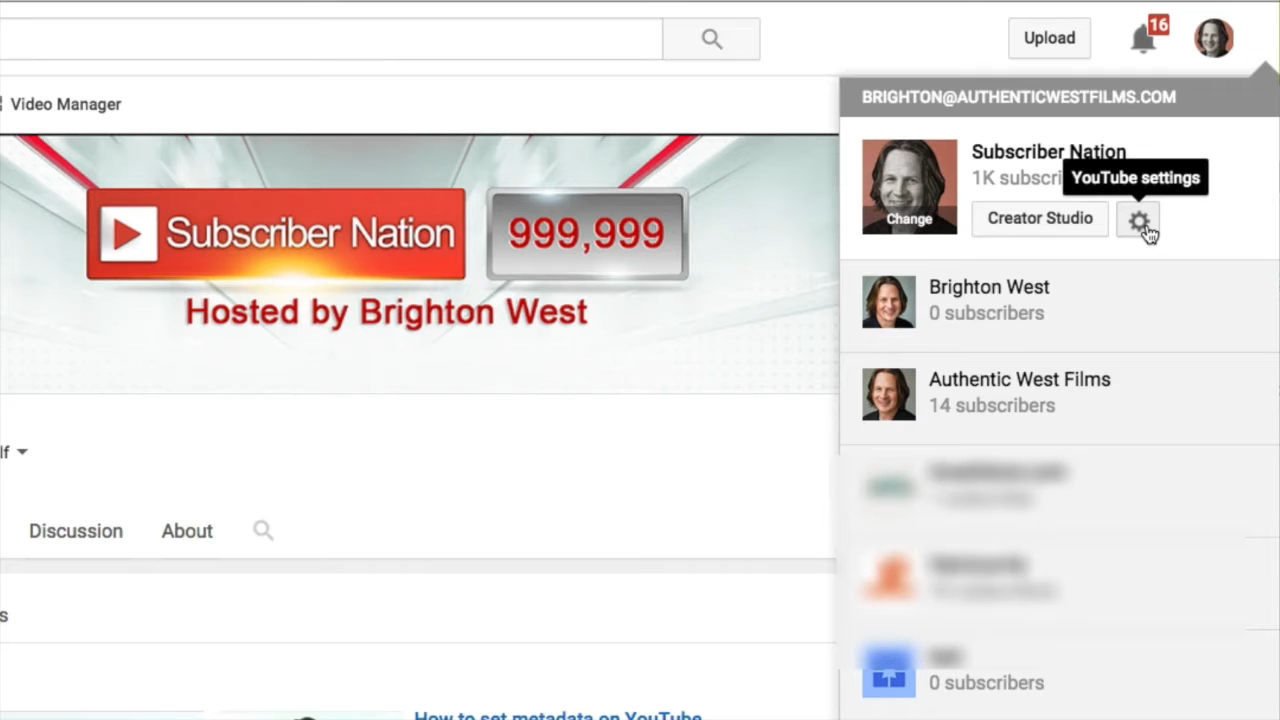 Upload
16
Video Manager
BRIGHTON@AUTHENTICWESTFILMS.COM
Subscriber Nation
1K subscri
YouTube settings
Change
Creator Studio
Subscriber Nation
999,999
Hosted by Brighton West
Brighton West
0 subscribers
Authentic West Films
14 subscribers
lf
Discussion
About
s
0 subscribers
How to set metadata on YouTube